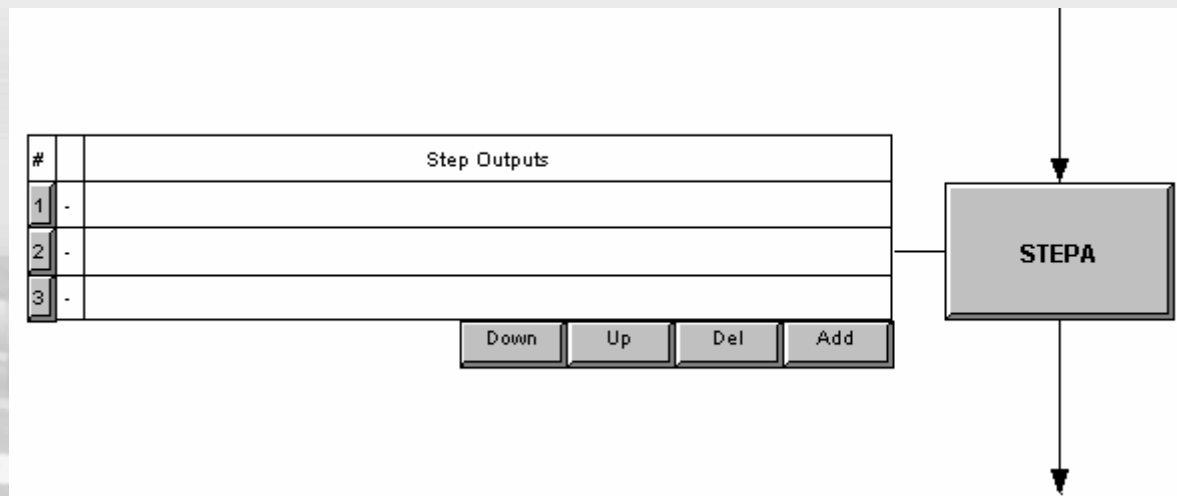 # Step Outputs
1 -
2 - STEPA
3 -
Down Up Del Add